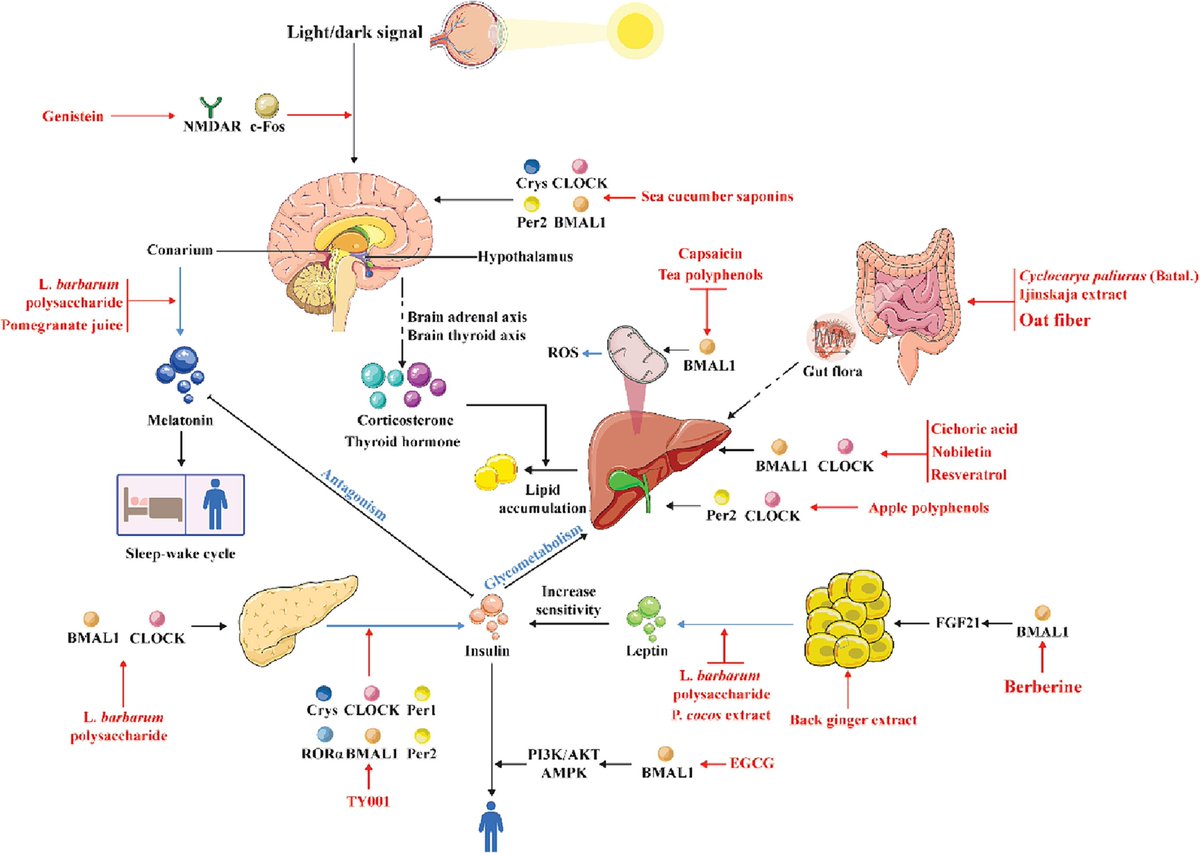 Light/dark signal
Genistein
NMDAR c-Fos
Crys CLOCK
Per2 BMAL1
Sea cucumber saponins
Conarium
Hypothalamus
L. barbarum
polysaccharide
Pomegranate juice
Brain adrenal axis
Brain thyroid axis
Capsaicin
Tea polyphenols
ROS
BMAL1
Cyclocarya paliurus (Batal.)
Ijinskaja extract
Oat fiber
Gut flora
Melatonin
Corticosterone
Thyroid hormone
Lipid
accumulation
BMAL1 CLOCK
Cichoric acid
Nobiletin
Resveratrol
Per2 CLOCK
Apple polyphenols
Sleep-wake cycle
Antagonism
Glycometabolism
BMAL1 CLOCK
L. barbarum
polysaccharide
Insulin
Increase
sensitivity
Leptin
FGF21
BMAL1
Berberine
L. barbarum
polysaccharide
P. cocos extract
Back ginger extract
Crys CLOCK Per1
RORα BMAL1 Per2
TY001
PI3K/AKT
AMPK
BMAL1
EGCG